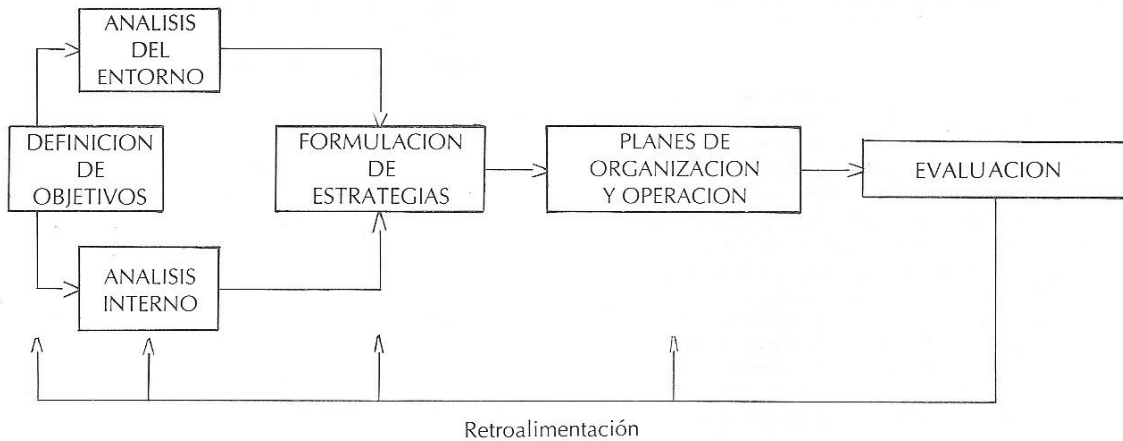 ANALISIS
DEL
ENTORNO
DEFINICION
DE
OBJETIVOS
FORMULACION
DE
ESTRATEGIAS
PLANES DE
ORGANIZACION
Y OPERACION
EVALUACION
ANALISIS
INTERNO
Retroalimentación